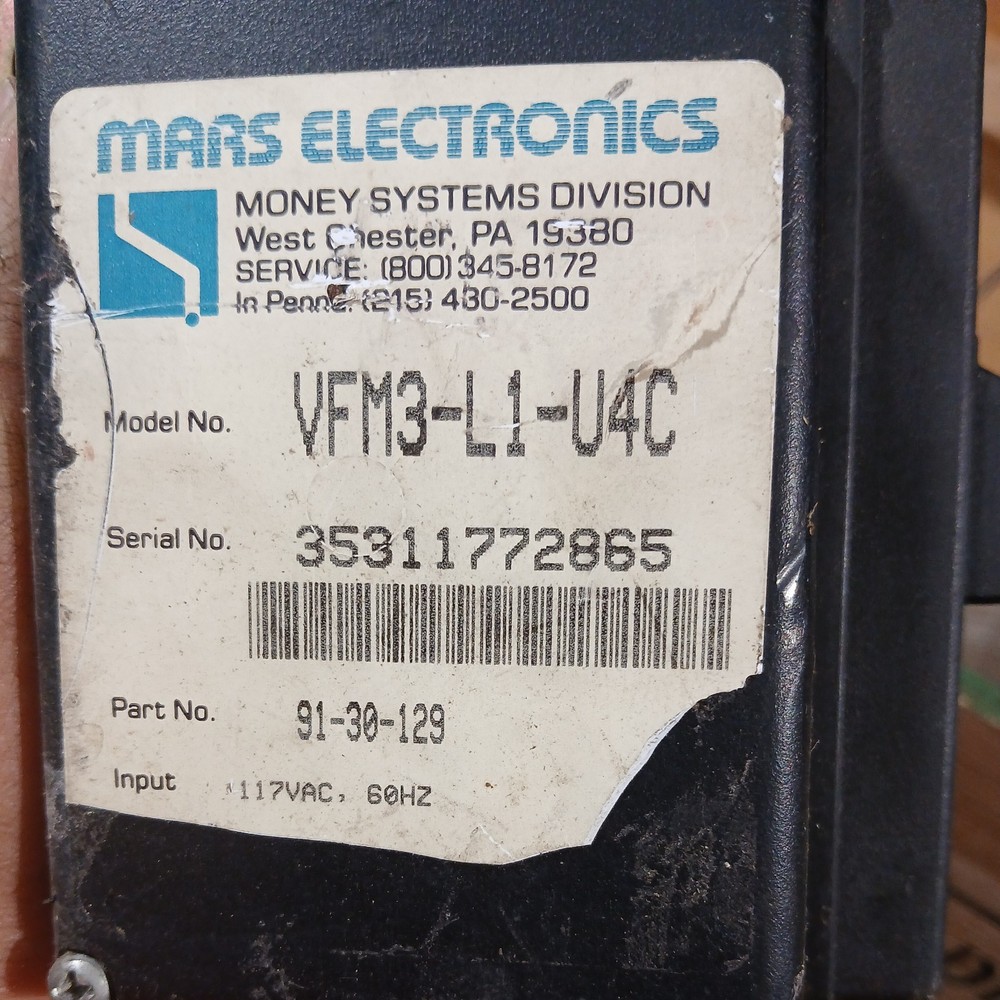 MARS ELECTRONICS
MONEY SYSTEMS DIVISION
West Chester, PA 19380
SERVICE: (800) 345-8172
In Penna. (215) 430-2500
Model No. VFM3-L1-U4C
Serial No. 35311772865
Part No. 91-30-129
Input 117VAC, 60HZ